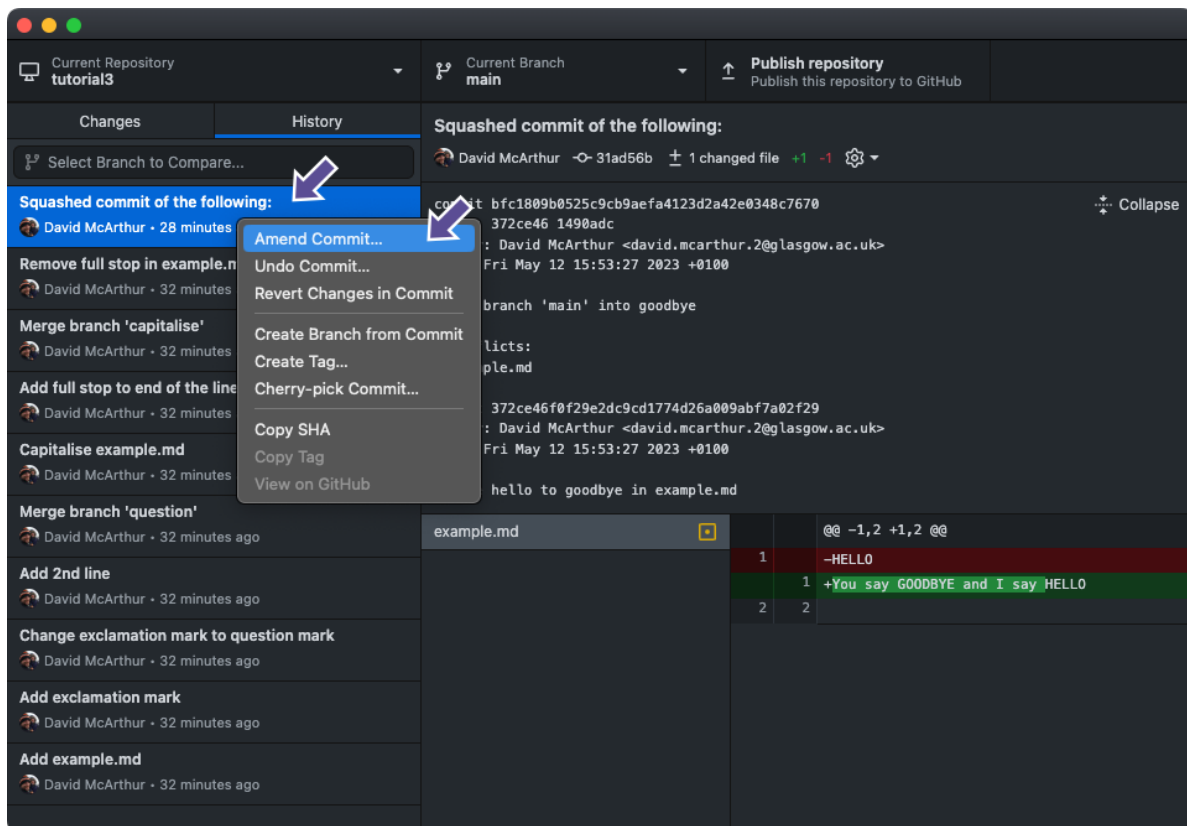 Current Repository
tutorial3
Current Branch
main
Publish repository
Publish this repository to GitHub
Changes
History
Select Branch to Compare...
Squashed commit of the following:
David McArthur • 28 minutes
Remove full stop in example.m
David McArthur • 32 minutes
Merge branch 'capitalise'
David McArthur • 32 minutes
Add full stop to end of the line
David McArthur • 32 minutes
Capitalise example.md
David McArthur • 32 minutes
Merge branch 'question'
David McArthur • 32 minutes ago
Add 2nd line
David McArthur • 32 minutes ago
Change exclamation mark to question mark
David McArthur • 32 minutes ago
Add exclamation mark
David McArthur • 32 minutes ago
Add example.md
David McArthur • 32 minutes ago
Amend Commit...
Undo Commit...
Revert Changes in Commit
Create Branch from Commit
Create Tag...
Cherry-pick Commit...
Copy SHA
Copy Tag
View on GitHub
Squashed commit of the following:
David McArthur 31ad56b 1 changed file +1 -1
Collapse
bfc1809b0525c9cb9aefa4123d2a42e0348c7670
372ce46 1490adc
: David McArthur <david.mcarthur.2@glasgow.ac.uk>
Fri May 12 15:53:27 2023 +0100
branch 'main' into goodbye
licts:
ple.md
372ce46f0f29e2dc9cd1774d26a009abf7a02f29
: David McArthur <david.mcarthur.2@glasgow.ac.uk>
Fri May 12 15:53:27 2023 +0100
hello to goodbye in example.md
example.md
@@ -1,2 +1,2 @@
1 -HELLO
1 +You say GOODBYE and I say HELLO
2 2